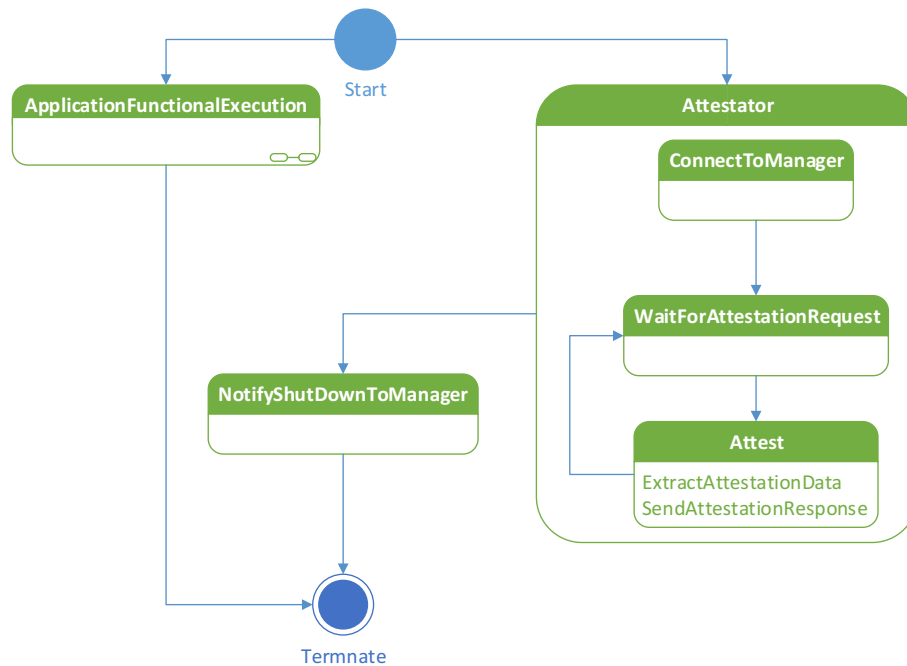 Start
ApplicationFunctionalExecution
Attestator
ConnectToManager
WaitForAttestationRequest
NotifyShutDownToManager
Attest
ExtractAttestationData
SendAttestationResponse
Termnate